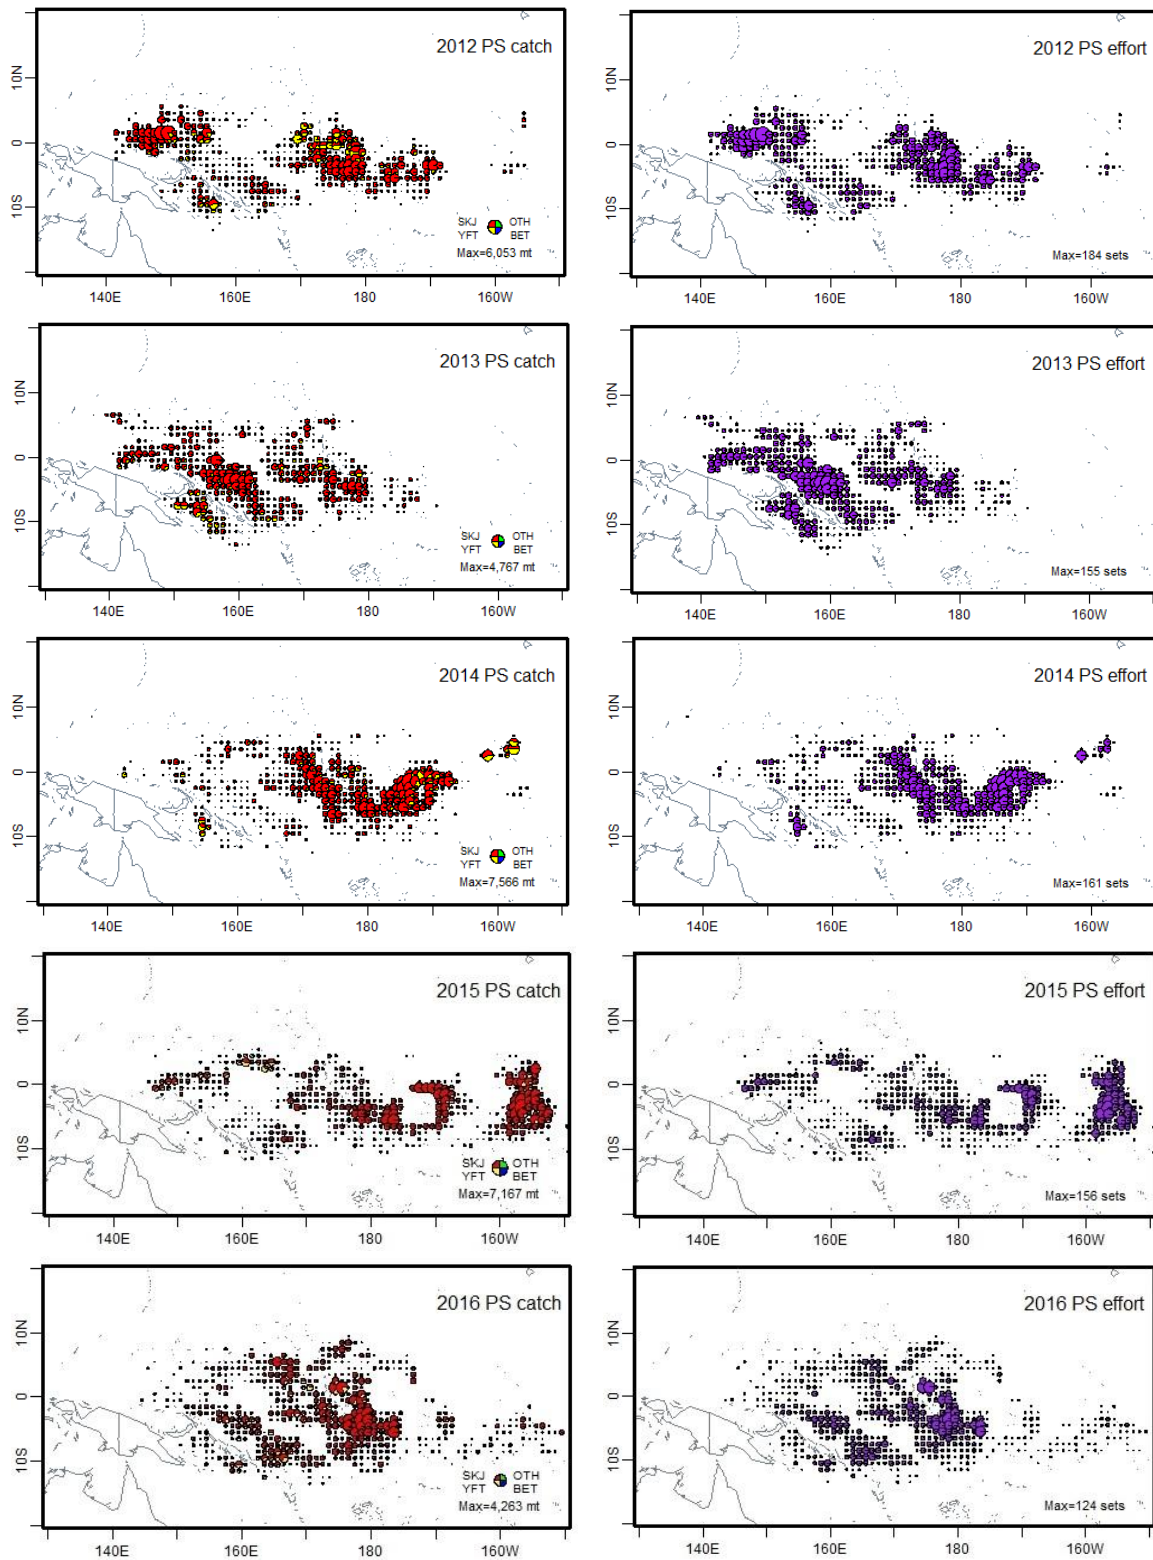 2012 PS catch
10N
0
10S
SKJ OTH
YFT BET
Max=6,053 mt
140E 160E 180 160W
2012 PS effort
10N
0
10S
Max=184 sets
140E 160E 180 160W
2013 PS catch
10N
0
10S
SKJ OTH
YFT BET
Max=4,767 mt
140E 160E 180 160W
2013 PS effort
10N
0
10S
Max=155 sets
140E 160E 180 160W
2014 PS catch
10N
0
10S
SKJ OTH
YFT BET
Max=7,566 mt
140E 160E 180 160W
2014 PS effort
10N
0
10S
Max=161 sets
140E 160E 180 160W
2015 PS catch
10N
0
10S
SKJ OTH
YFT BET
Max=7,167 mt
140E 160E 180 160W
2015 PS effort
10N
0
10S
Max=156 sets
140E 160E 180 160W
2016 PS catch
10N
0
10S
SKJ OTH
YFT BET
Max=4,263 mt
140E 160E 180 160W
2016 PS effort
10N
0
10S
Max=124 sets
140E 160E 180 160W